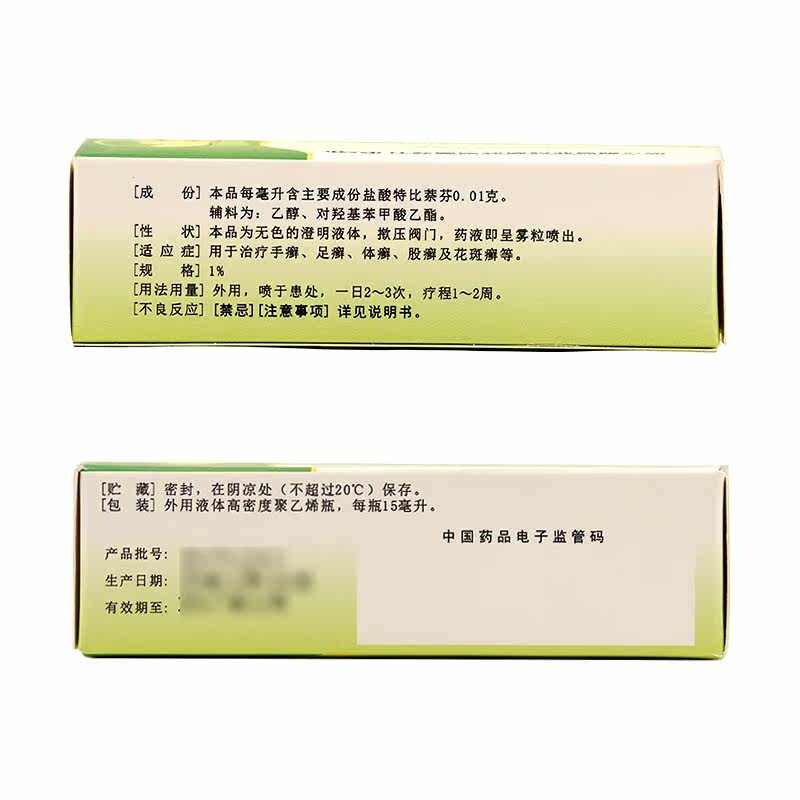 [成　份] 本品每毫升含主要成份盐酸特比萘芬0.01克。
辅料为：乙醇、对羟基苯甲酸乙酯。
[性　状] 本品为无色的澄明液体，揿压阀门，药液即呈雾粒喷出。
[适 应 症] 用于治疗手癣、足癣、体癣、股癣及花斑癣等。
[规　格] 1%
[用法用量] 外用，喷于患处，一日2～3次，疗程1～2周。
[不良反应] [禁忌] [注意事项] 详见说明书。
[贮　藏] 密封，在阴凉处（不超过20℃）保存。
[包　装] 外用液体高密度聚乙烯瓶，每瓶15毫升。
中国药品电子监管码
产品批号：
生产日期：
有效期至：